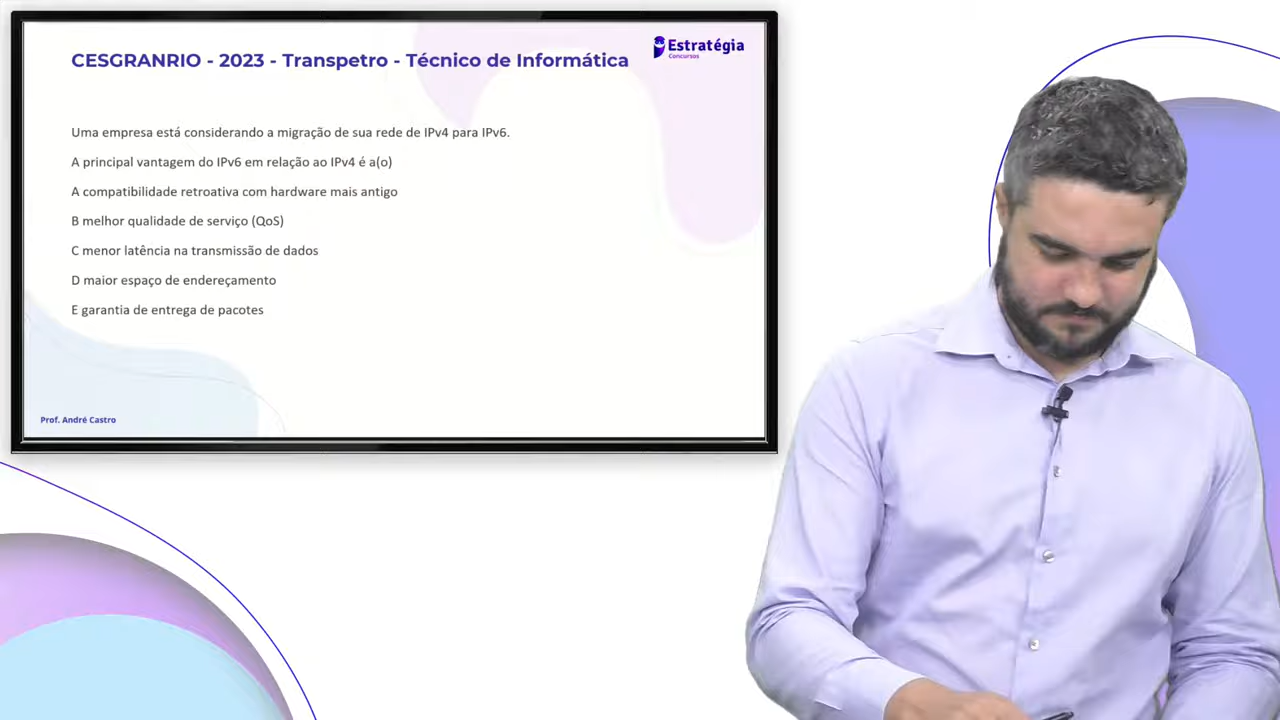 CESGRANRIO - 2023 - Transpetro - Técnico de Informática
Estratégia
Concursos
Uma empresa está considerando a migração de sua rede de IPv4 para IPv6.
A principal vantagem do IPv6 em relação ao IPv4 é a(o)
A compatibilidade retroativa com hardware mais antigo
B melhor qualidade de serviço (QoS)
C menor latência na transmissão de dados
D maior espaço de endereçamento
E garantia de entrega de pacotes
Prof. André Castro